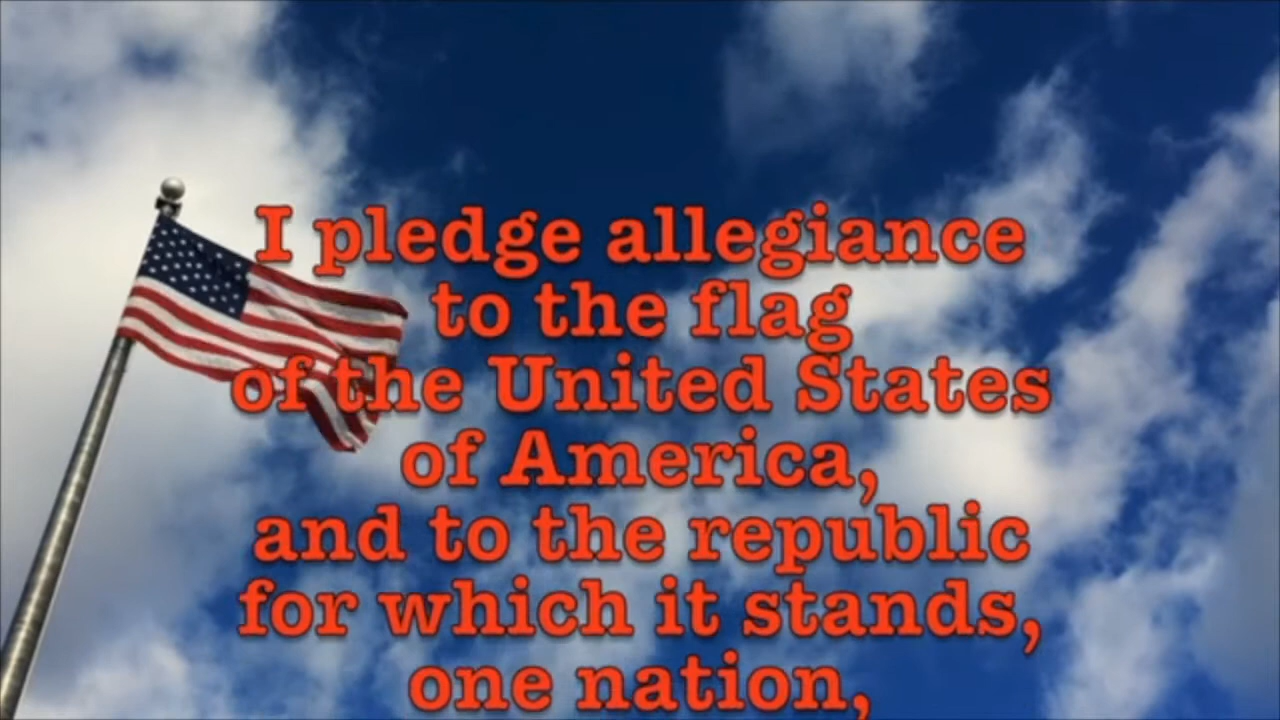 I pledge allegiance
to the flag
of the United States
of America,
and to the republic
for which it stands,
one nation,